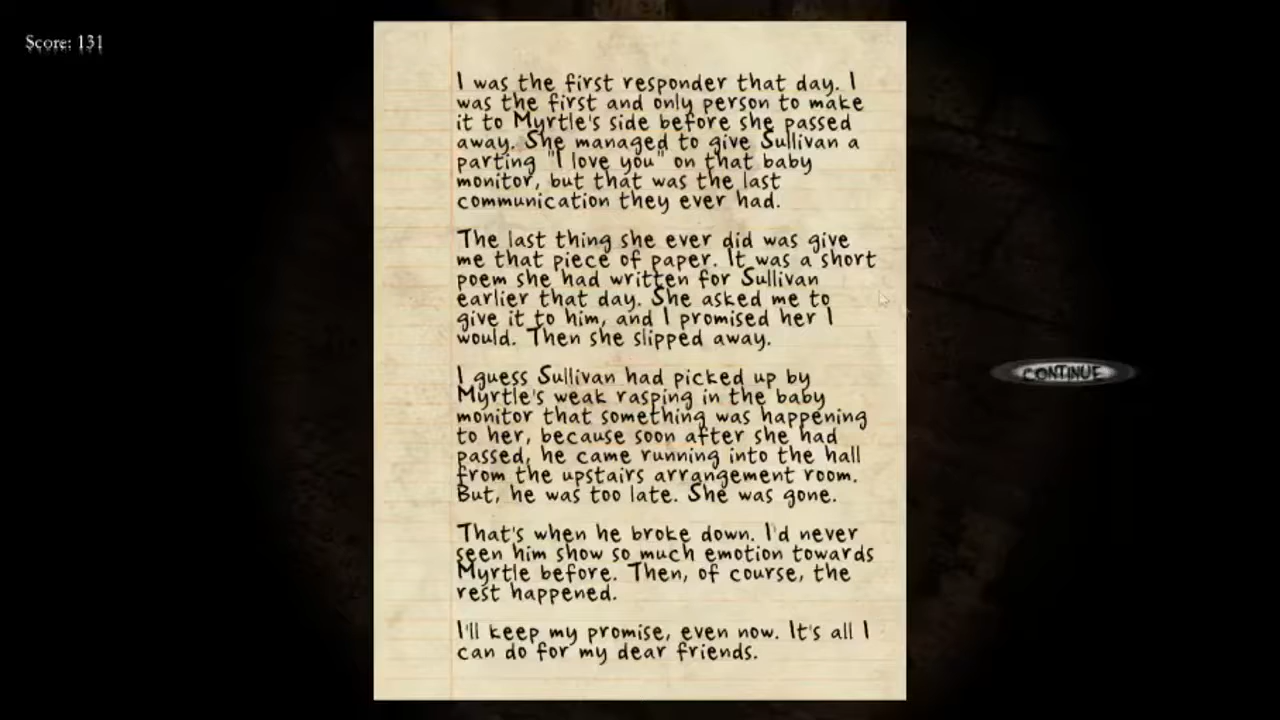 Score: 131
I was the first responder that day. I
was the first and only person to make
it to Myrtle's side before she passed
away. She managed to give Sullivan a
parting "I love you" on that baby
monitor, but that was the last
communication they ever had.
The last thing she ever did was give
me that piece of paper. It was a short
poem she had written for Sullivan
earlier that day. She asked me to
give it to him, and I promised her I
would. Then she slipped away.
I guess Sullivan had picked up by
Myrtle's weak rasping in the baby
monitor that something was happening
to her, because soon after she had
passed, he came running into the hall
from the upstairs arrangement room.
But, he was too late. She was gone.
That's when he broke down. I'd never
seen him show so much emotion towards
Myrtle before. Then, of course, the
rest happened.
I'll keep my promise, even now. It's all I
can do for my dear friends.
CONTINUE